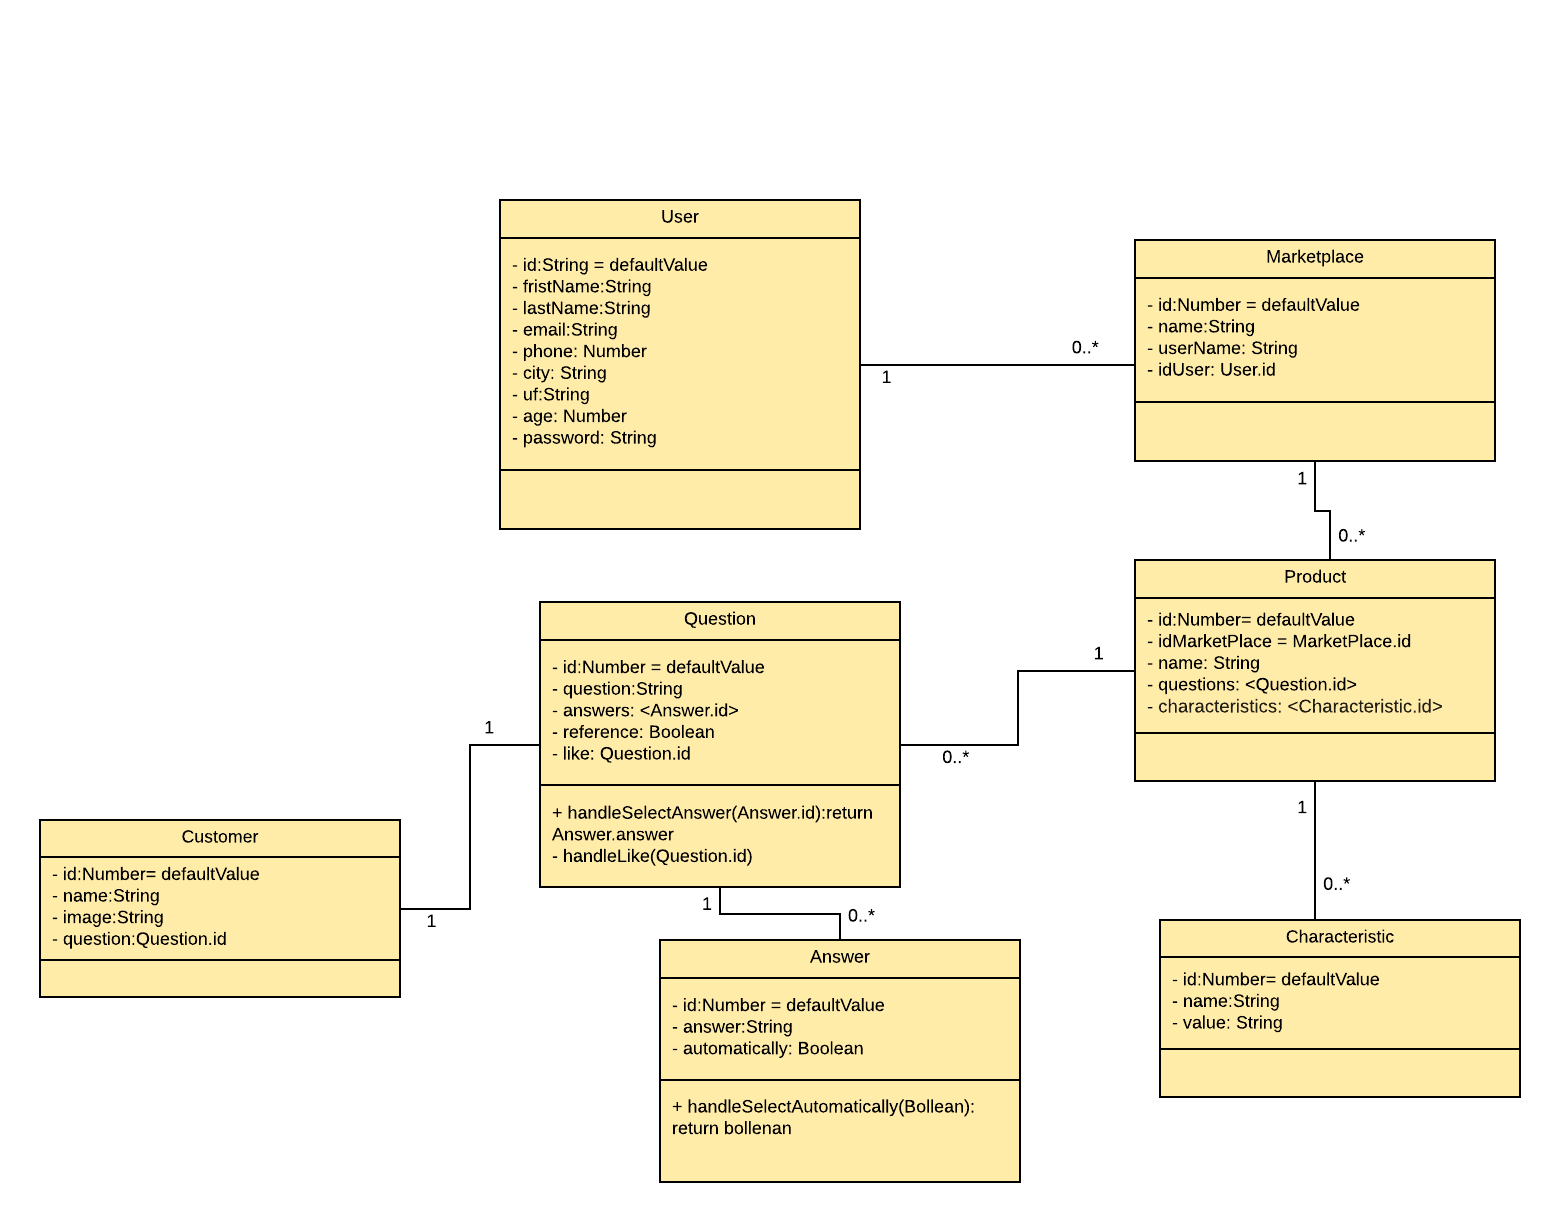 User
- id:String = defaultValue
- fristName:String
- lastName:String
- email:String
- phone: Number
- city: String
- uf:String
- age: Number
- password: String
1
0..*
Marketplace
- id:Number = defaultValue
- name:String
- userName: String
- idUser: User.id
1
0..*
Product
- id:Number= defaultValue
- idMarketPlace = MarketPlace.id
- name: String
- questions: <Question.id>
- characteristics: <Characteristic.id>
1
0..*
Question
- id:Number = defaultValue
- question:String
- answers: <Answer.id>
- reference: Boolean
- like: Question.id
+ handleSelectAnswer(Answer.id):return
Answer.answer
- handleLike(Question.id)
1
1
Customer
- id:Number= defaultValue
- name:String
- image:String
- question:Question.id
1
0..*
Answer
- id:Number = defaultValue
- answer:String
- automatically: Boolean
+ handleSelectAutomatically(Bollean):
return bollenan
1
0..*
Characteristic
- id:Number= defaultValue
- name:String
- value: String